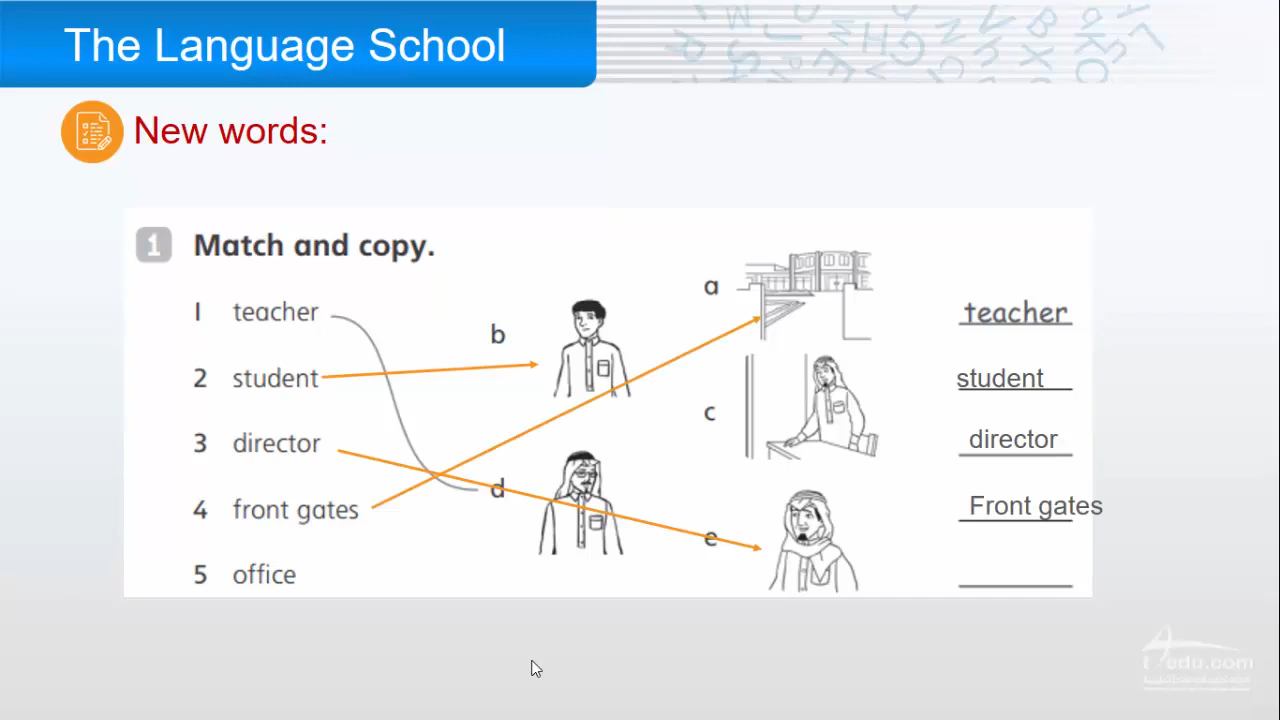 The Language School
New words:
1 Match and copy.
1 teacher
2 student
3 director
4 front gates
5 office
b
d
a
c
e
teacher
student
director
Front gates
edu.com